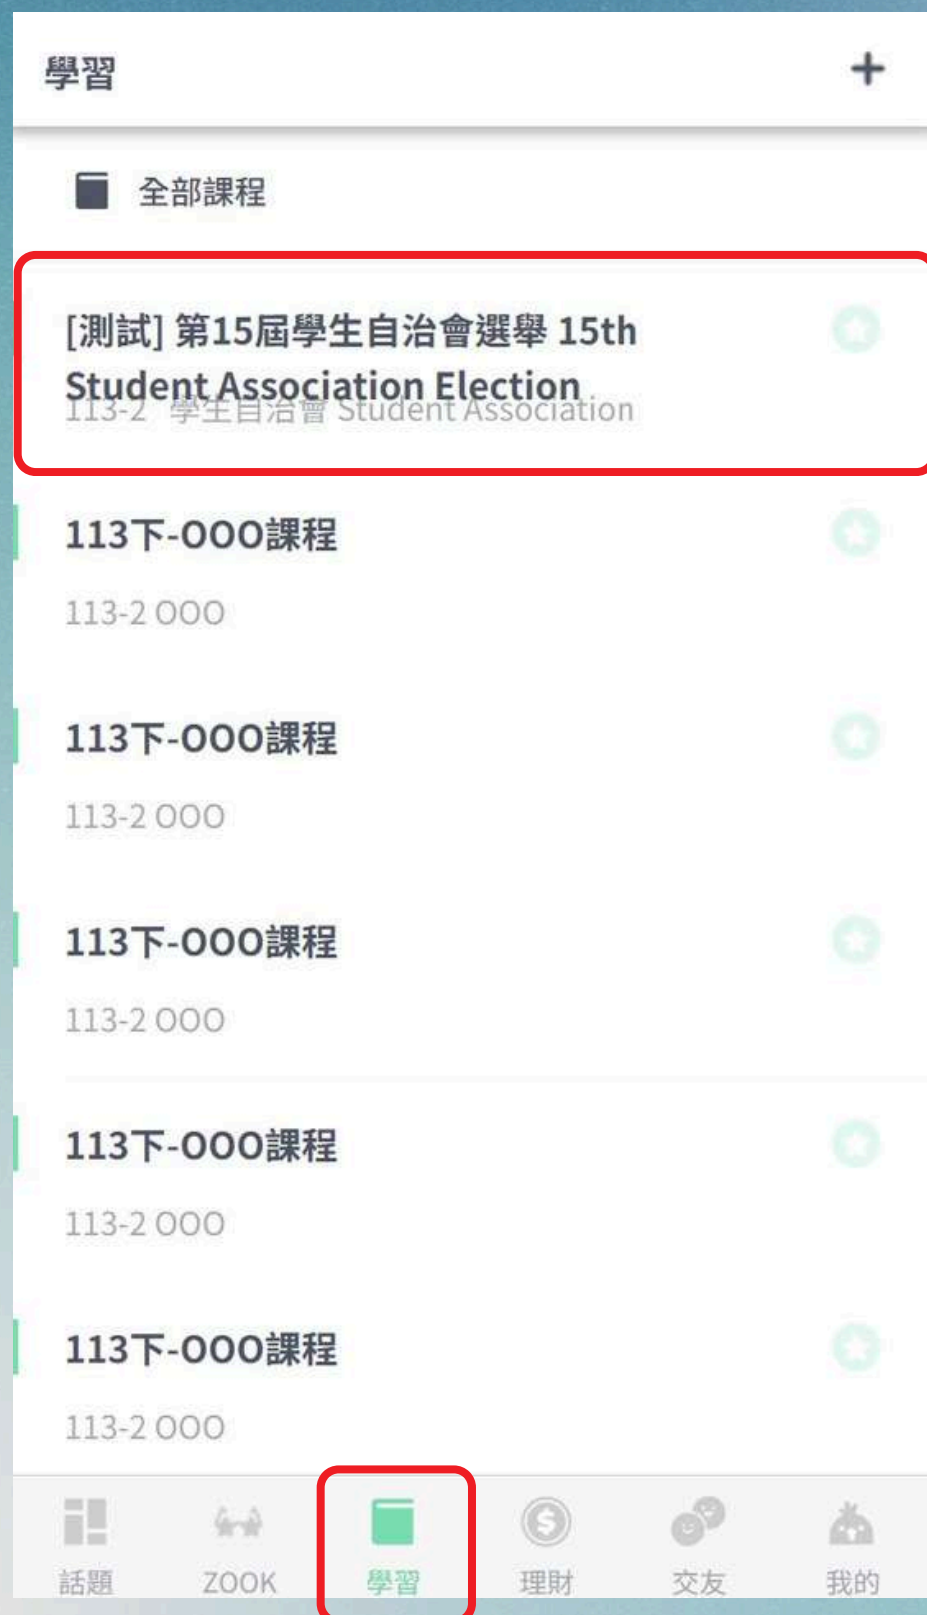 學習
全部課程
[測試] 第15屆學生自治會選舉 15th
Student Association Election
113-2 學生自治會 Student Association
113下-OOO課程
113-2 OOO
113下-OOO課程
113-2 OOO
113下-OOO課程
113-2 OOO
113下-OOO課程
113-2 OOO
113下-OOO課程
113-2 OOO
話題 ZOOK 學習 理財 交友 我的